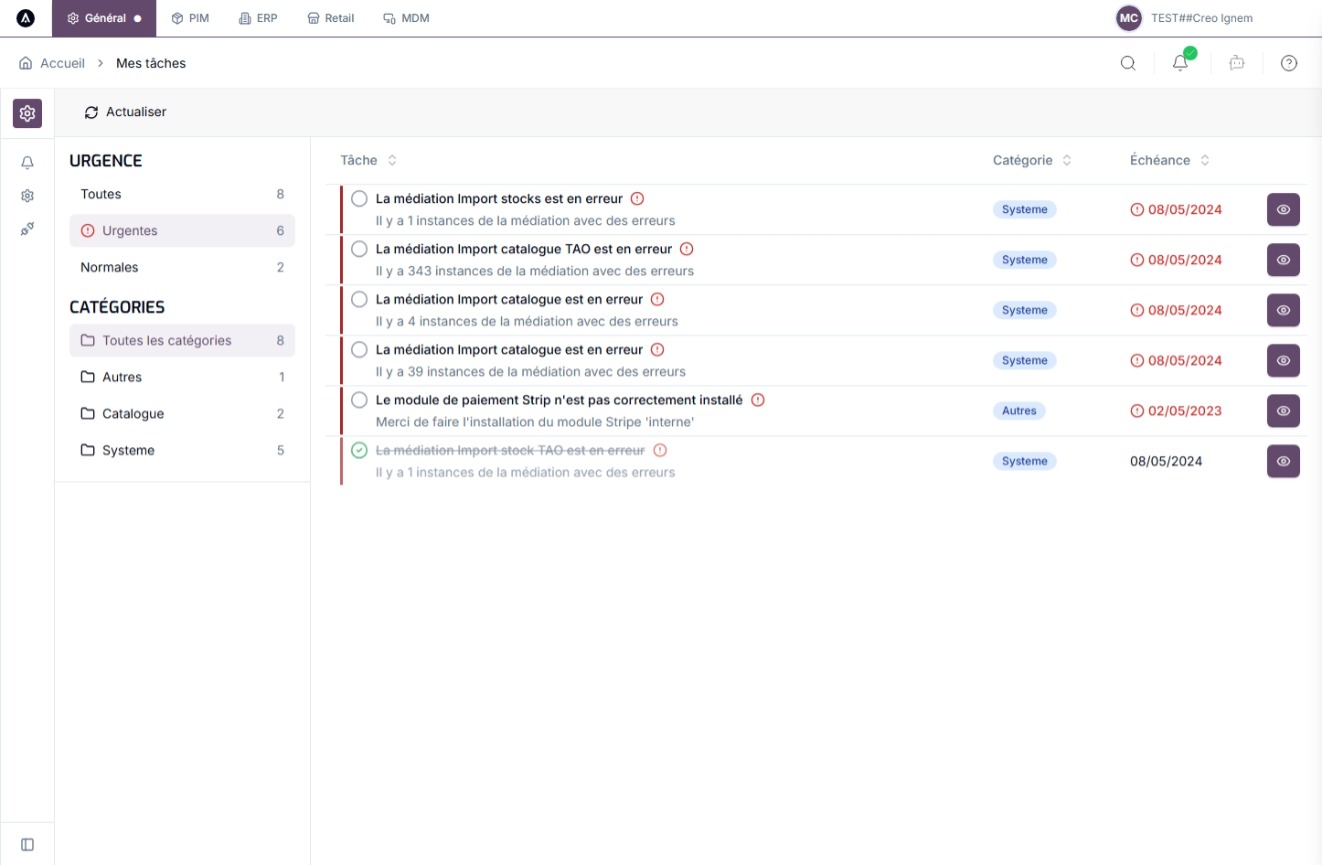 Général
PIM
ERP
Retail
MDM
MC
TEST##Creo Ignem
Accueil
Mes tâches
Actualiser
URGENCE
Toutes 8
Urgentes 6
Normales 2
CATÉGORIES
Toutes les catégories 8
Autres 1
Catalogue 2
Systeme 5
Tâche Catégorie Échéance
La médiation Import stocks est en erreur
Il y a 1 instances de la médiation avec des erreurs
Systeme 08/05/2024
La médiation Import catalogue TAO est en erreur
Il y a 343 instances de la médiation avec des erreurs
Systeme 08/05/2024
La médiation Import catalogue est en erreur
Il y a 4 instances de la médiation avec des erreurs
Systeme 08/05/2024
La médiation Import catalogue est en erreur
Il y a 39 instances de la médiation avec des erreurs
Systeme 08/05/2024
Le module de paiement Strip n'est pas correctement installé
Merci de faire l'installation du module Stripe 'interne'
Autres 02/05/2023
La médiation Import stock TAO est en erreur
Il y a 1 instances de la médiation avec des erreurs
Systeme 08/05/2024